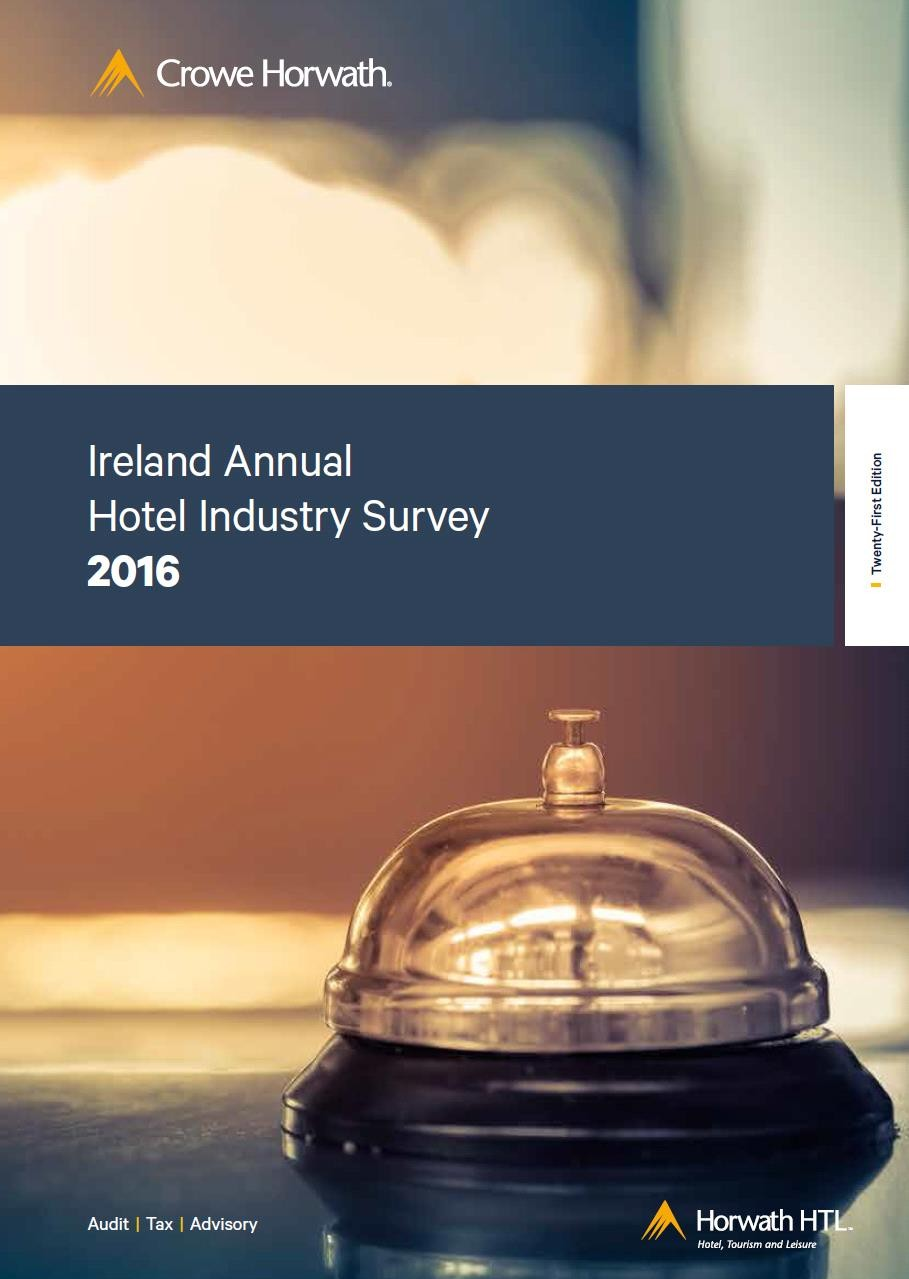 Crowe Horwath®
Ireland Annual
Hotel Industry Survey
2016
Twenty-First Edition
Audit | Tax | Advisory
Horwath HTL™
Hotel, Tourism and Leisure